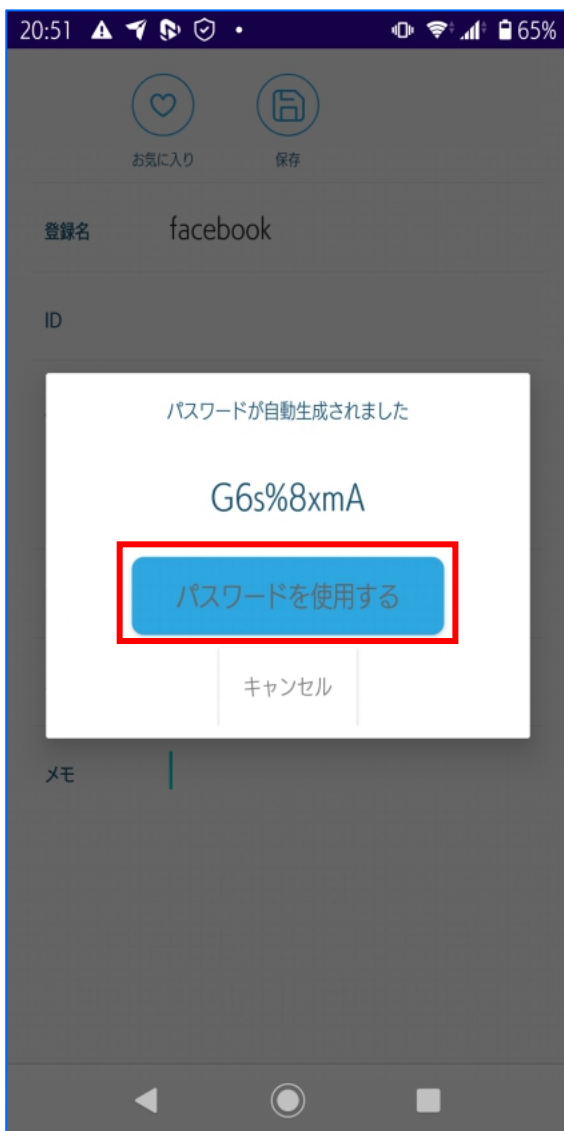 20:51 65%
お気に入り 保存
登録名 facebook
ID
パスワードが自動生成されました
G6s%8xmA
パスワードを使用する
キャンセル
メモ